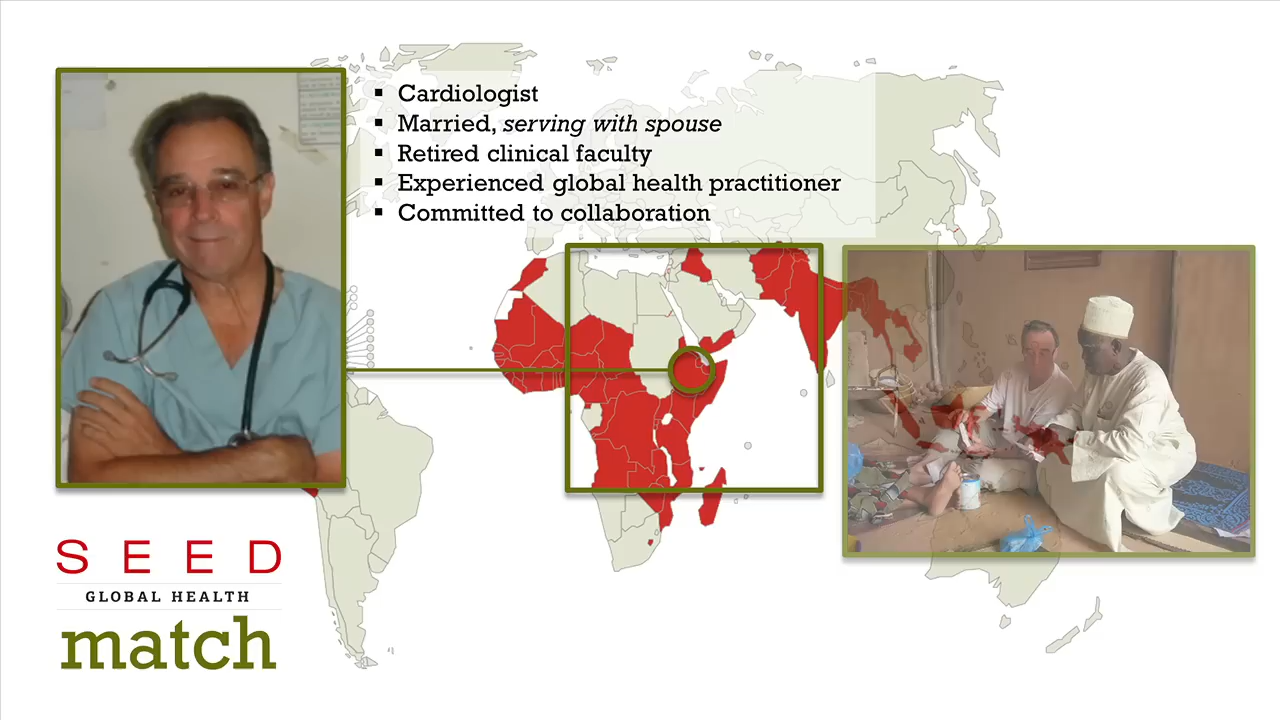 Cardiologist
Married, serving with spouse
Retired clinical faculty
Experienced global health practitioner
Committed to collaboration
SEED
GLOBAL HEALTH
match